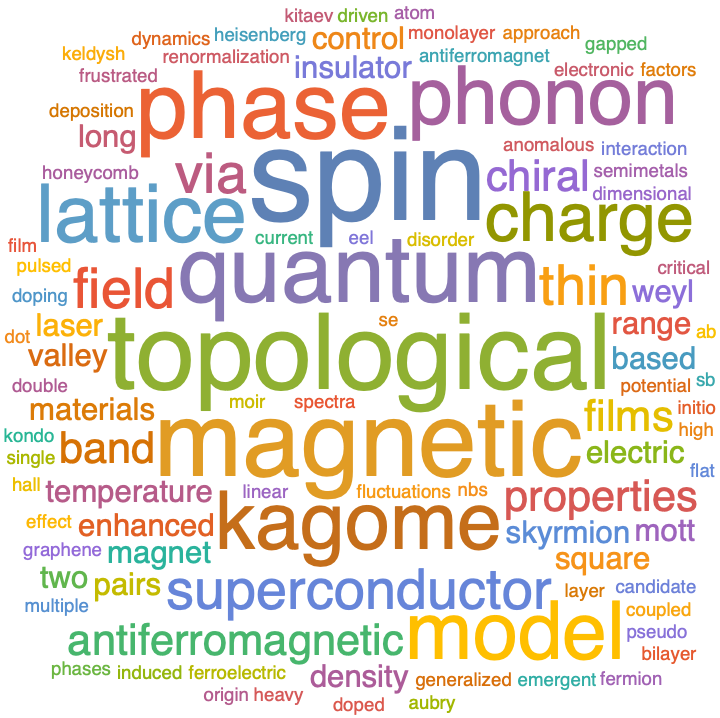 kitaev driven atom
dynamics heisenberg control monolayer approach
keldysh renormalization insulator antiferromagnet gapped
frustrated phase phonon electronic factors
deposition long anomalous interaction
honeycomb via spin chiral semimetals
lattice charge dimensional
film current eel disorder
pulsed field quantum thin weyl critical
doping laser se range ab
dot valley topological based
double moir spectra potential sb
materials magnetic films initio
kondo band electric high
single flat
hall temperature linear fluctuations nbs properties
effect enhanced kagome skyrmion mott
graphene magnet square
two pairs superconductor layer candidate
multiple model coupled
antiferromagnetic pseudo
phases induced ferroelectric density generalized emergent fermion bilayer
origin heavy doped aubry